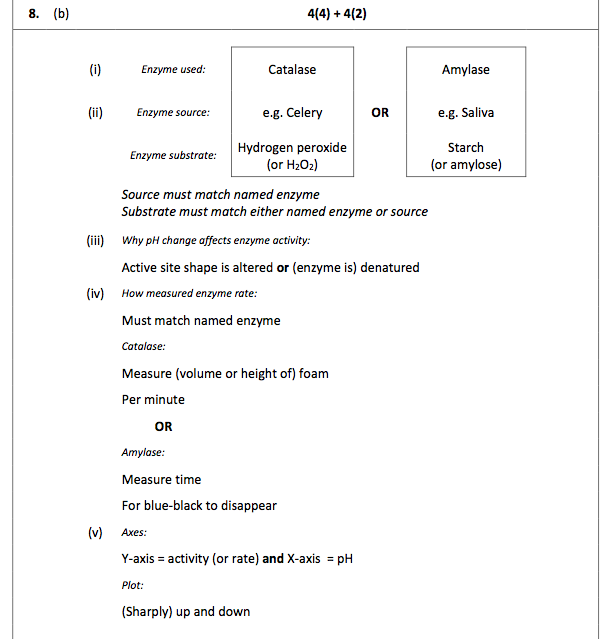 8. (b) 4(4) + 4(2)
(i) Enzyme used: Catalase Amylase
(ii) Enzyme source: e.g. Celery OR e.g. Saliva
Enzyme substrate: Hydrogen peroxide (or H₂O₂) Starch (or amylose)
Source must match named enzyme
Substrate must match either named enzyme or source
(iii) Why pH change affects enzyme activity:
Active site shape is altered or (enzyme is) denatured
(iv) How measured enzyme rate:
Must match named enzyme
Catalase:
Measure (volume or height of) foam
Per minute
OR
Amylase:
Measure time
For blue-black to disappear
(v) Axes:
Y-axis = activity (or rate) and X-axis = pH
Plot:
(Sharply) up and down